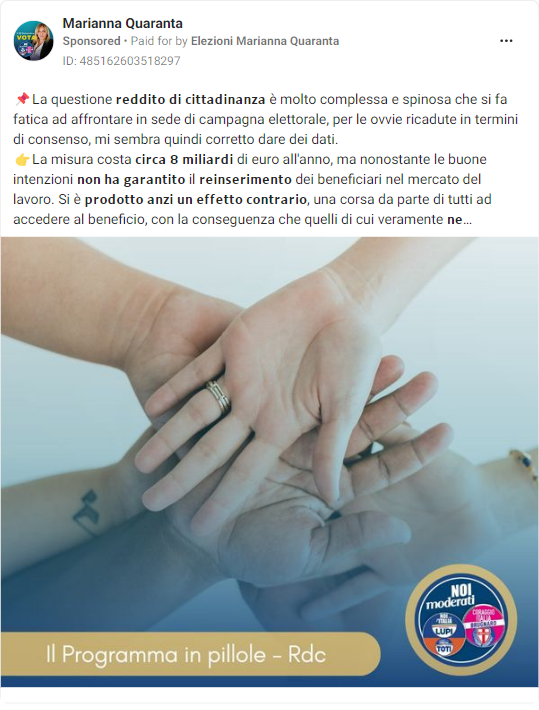 Marianna Quaranta
Sponsored • Paid for by Elezioni Marianna Quaranta
ID: 485162603518297
📌La questione reddito di cittadinanza è molto complessa e spinosa che si fa
fatica ad affrontare in sede di campagna elettorale, per le ovvie ricadute in termini
di consenso, mi sembra quindi corretto dare dei dati.
👉La misura costa circa 8 miliardi di euro all'anno, ma nonostante le buone
intenzioni non ha garantito il reinserimento dei beneficiari nel mercato del
lavoro. Si è prodotto anzi un effetto contrario, una corsa da parte di tutti ad
accedere al beneficio, con la conseguenza che quelli di cui veramente ne...
NOI
moderati
NOI
L'ITALIA
LUPI
TOTI
CORAGGIO
ITALIA
BRUGNARO
Il Programma in pillole - Rdc